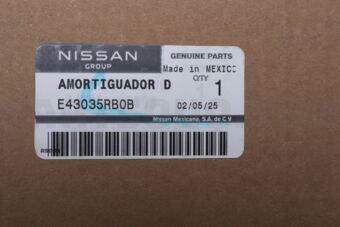 NISSAN
GROUP
GENUINE PARTS
Made in MEXICO
AMORTIGUADOR D
Q'TY
1
E43035RB0B
02/05/25
Nissan Mexicana, S.A. de C.V